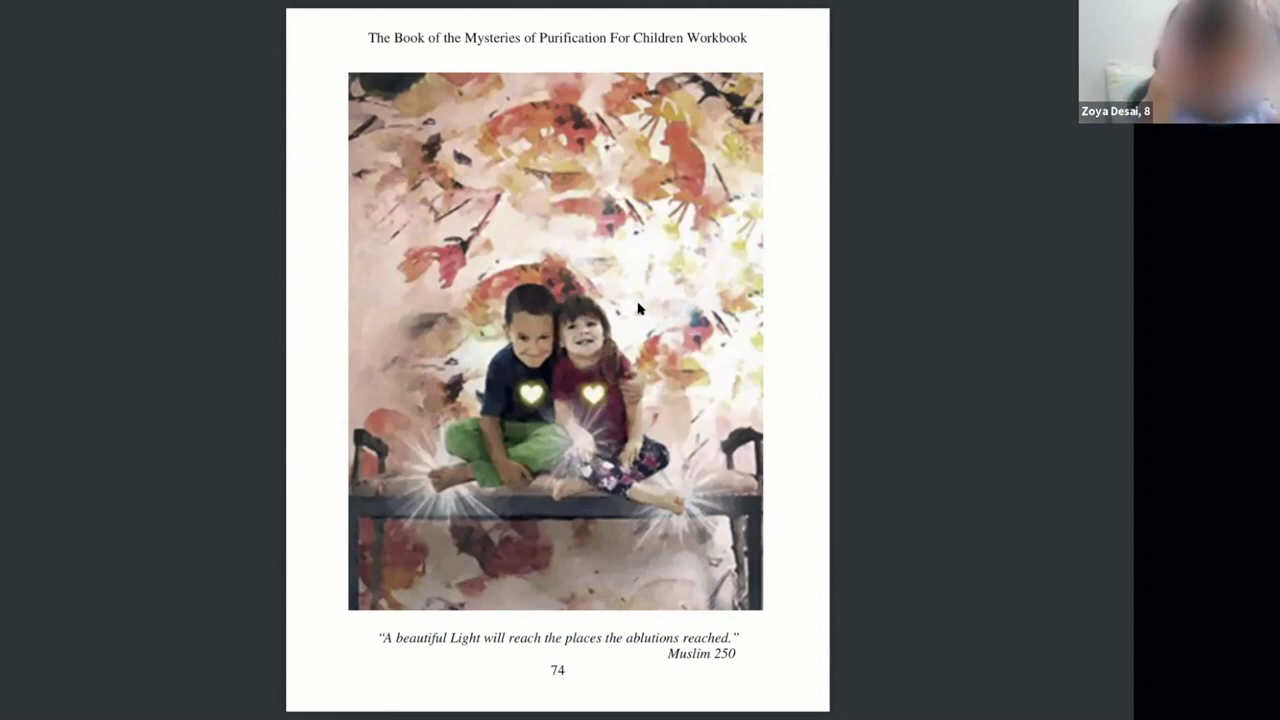 The Book of the Mysteries of Purification For Children Workbook
Zoya Desai, 8
“A beautiful Light will reach the places the ablutions reached.”
Muslim 250
74